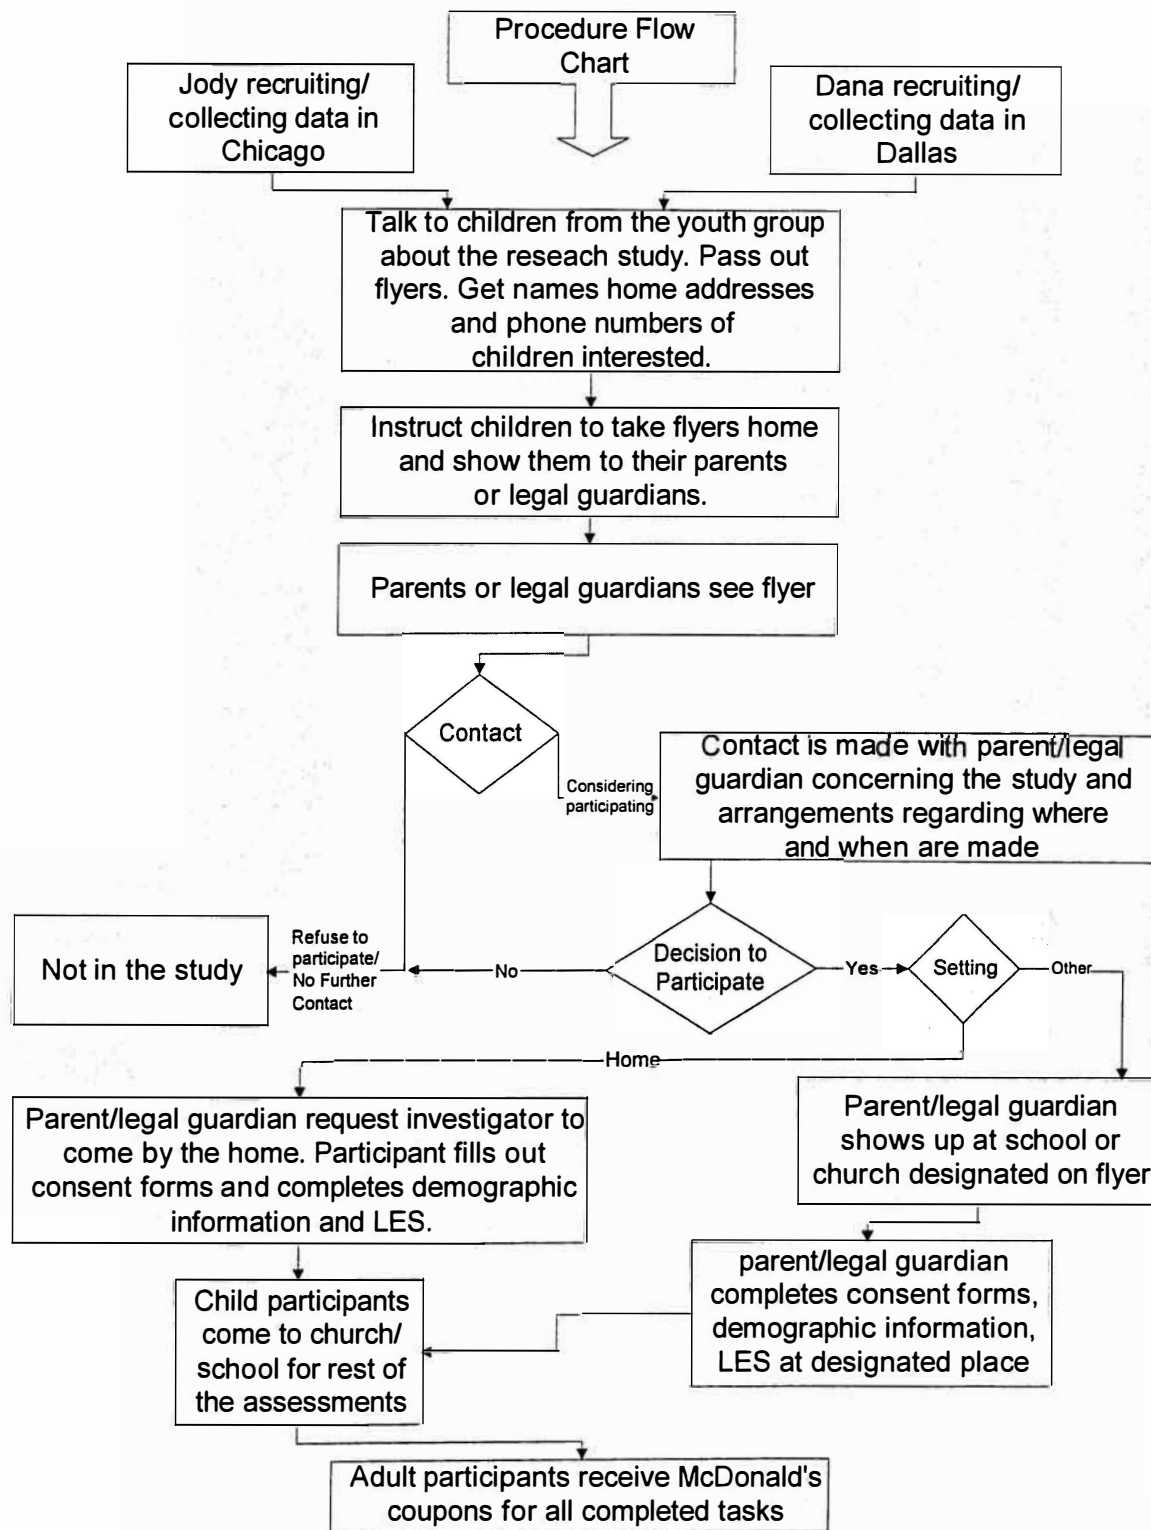 Procedure Flow
Chart
Jody recruiting/
collecting data in
Chicago
Dana recruiting/
collecting data in
Dallas
Talk to children from the youth group
about the reseach study. Pass out
flyers. Get names home addresses
and phone numbers of
children interested.
Instruct children to take flyers home
and show them to their parents
or legal guardians.
Parents or legal guardians see flyer
Contact
Considering
participating
Contact is made with parent/legal
guardian concerning the study and
arrangements regarding where
and when are made
Not in the study
Refuse to
participate/
No Further
Contact
No
Decision to
Participate
Yes
Setting
Other
Home
Parent/legal guardian request investigator to
come by the home. Participant fills out
consent forms and completes demographic
information and LES.
Parent/legal guardian
shows up at school or
church designated on flyer
parent/legal guardian
completes consent forms,
demographic information,
LES at designated place
Child participants
come to church/
school for rest of
the assessments
Adult participants receive McDonald's
coupons for all completed tasks